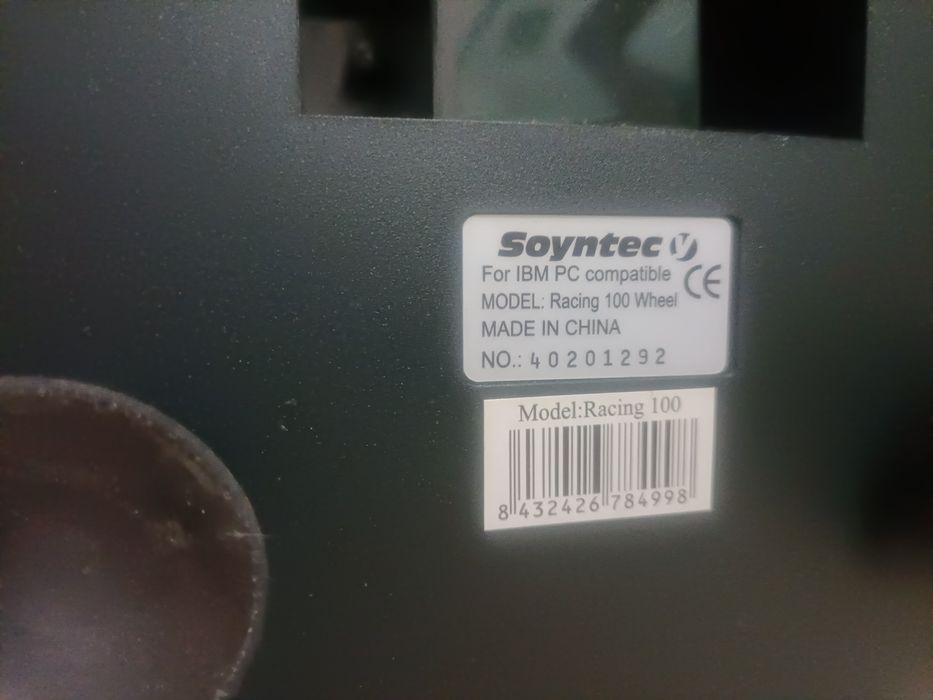 Soyntec
For IBM PC compatible CE
MODEL: Racing 100 Wheel
MADE IN CHINA
NO.: 40201292
Model:Racing 100
8 432426 784998